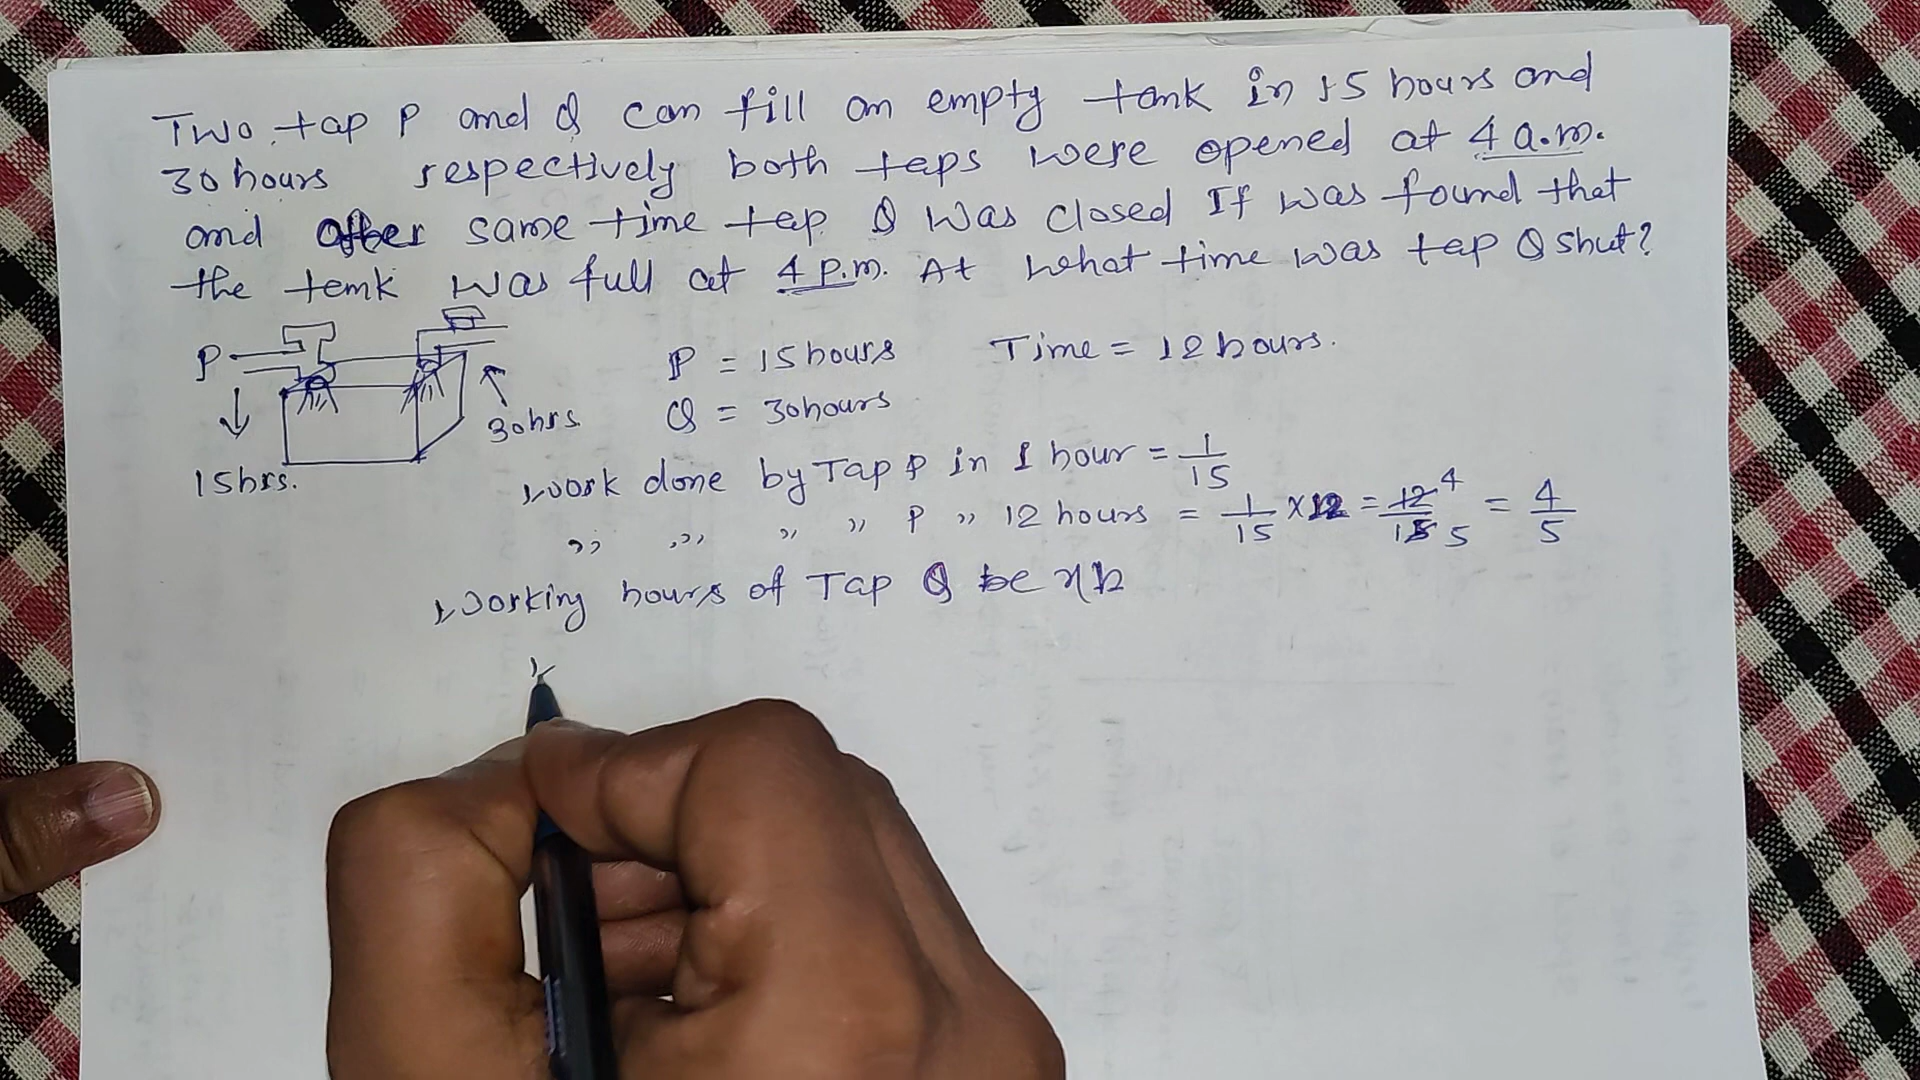 Two tap P and Q can fill an empty tank in 15 hours and
30 hours respectively both taps were opened at 4 a.m.
and after some time tap Q was closed If was found that
the tank was full at 4 P.m. At what time was tap Q shut?
P
15hrs.
30hrs
P = 15 hours Time = 12 hours.
Q = 30hours
work done by Tap P in 1 hour = 1/15
,, ,, ,, ,, P ,, 12 hours = 1/15 x 12 = 12/15 4/5 = 4/5
working hours of Tap Q be x h